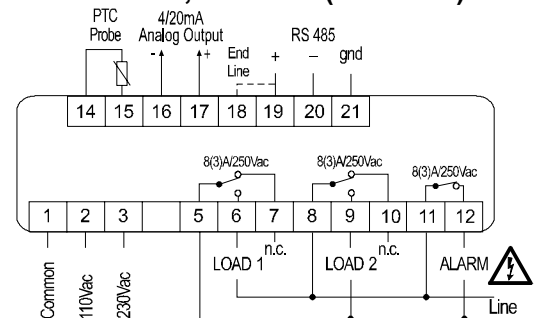 PTC Probe
4/20mA Analog Output
RS 485
- +
End Line
+ – gnd
14 15 16 17 18 19 20 21
8(3)A/250Vac 8(3)A/250Vac 8(3)A/250Vac
1 2 3 5 6 7 8 9 10 11 12
n.c. n.c.
LOAD 1 LOAD 2 ALARM
Common
110Vac
230Vac
Line